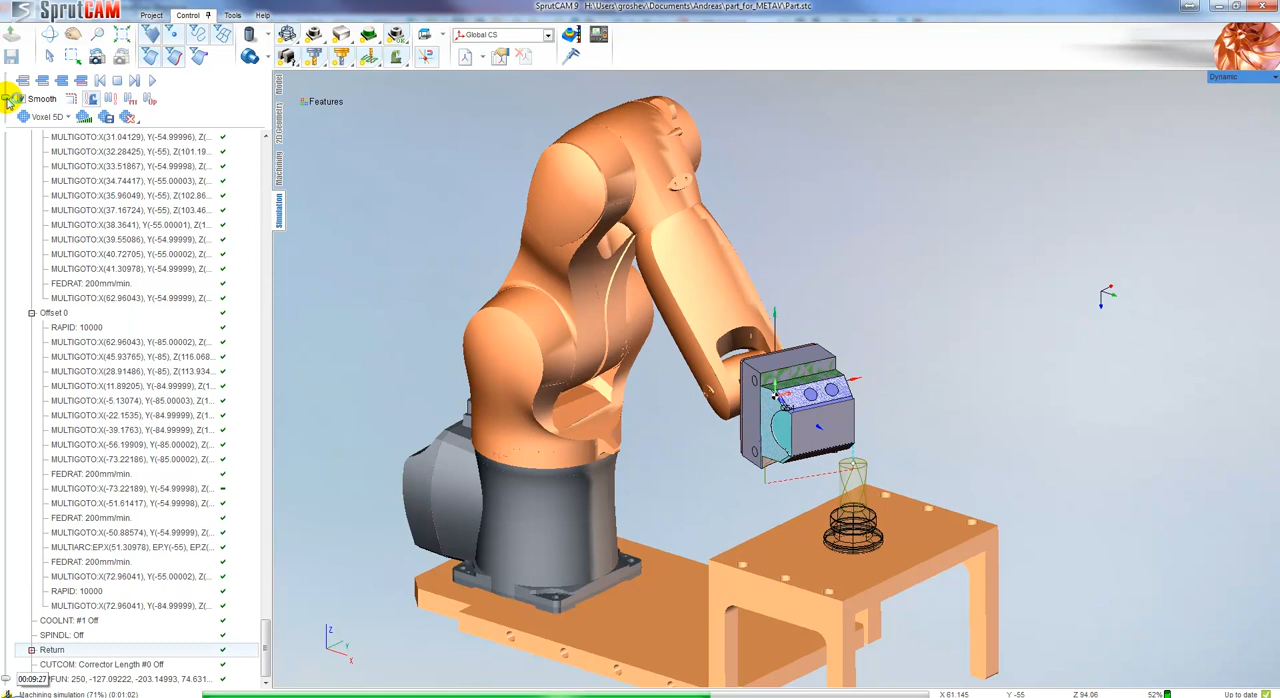 SprutCAM
Project
Control
Tools
Help
SprutCAM 9 H:\Users\groshev\Documents\Andreas\part_for_METAV\Part.stc
Global CS
Dynamic
Smooth
Voxel 5D
Features
Model
2D Geometry
Machining
Simulation
MULTIGOTO:X(31.04129), Y(-54.99996), Z(...
MULTIGOTO:X(32.28425), Y(-55), Z(101.19...
MULTIGOTO:X(33.51867), Y(-54.99998), Z(...
MULTIGOTO:X(34.74417), Y(-55.00003), Z(...
MULTIGOTO:X(35.96049), Y(-55), Z(102.86...
MULTIGOTO:X(37.16724), Y(-55), Z(103.46...
MULTIGOTO:X(38.3641), Y(-55.00001), Z(1...
MULTIGOTO:X(39.55086), Y(-54.99999), Z(...
MULTIGOTO:X(40.72705), Y(-55.00002), Z(...
MULTIGOTO:X(41.30978), Y(-54.99999), Z(...
FEDRAT: 200mm/min.
MULTIGOTO:X(62.96043), Y(-54.99999), Z(...
Offset 0
RAPID: 10000
MULTIGOTO:X(62.96043), Y(-85.00002), Z(...
MULTIGOTO:X(45.93765), Y(-85), Z(116.068...
MULTIGOTO:X(28.91486), Y(-85), Z(113.934...
MULTIGOTO:X(11.89205), Y(-84.99999), Z(...
MULTIGOTO:X(-5.13074), Y(-85.00003), Z(...
MULTIGOTO:X(-22.1535), Y(-84.99999), Z(...
MULTIGOTO:X(-39.1763), Y(-84.99999), Z(...
MULTIGOTO:X(-56.19909), Y(-85.00002), Z(...
MULTIGOTO:X(-73.22186), Y(-85.00002), Z(...
FEDRAT: 200mm/min.
MULTIGOTO:X(-73.22189), Y(-54.99999), Z(...
MULTIGOTO:X(-51.61417), Y(-54.99999), Z(...
FEDRAT: 200mm/min.
MULTIGOTO:X(-50.88574), Y(-54.99999), Z(...
MULTIARC:EP.X(51.30978), EP.Y(-55), EP.Z(...
FEDRAT: 200mm/min.
MULTIGOTO:X(72.96041), Y(-55.00002), Z(...
RAPID: 10000
MULTIGOTO:X(72.96041), Y(-84.99999), Z(...
COOLNT: #1 Off
SPINDL: Off
Return
CUTCOM: Corrector Length #0 Off
00:09:27
FUN: 250, -127.09222, -203.14993, 74.631...
Machining simulation (71%) (0:01:02)
X 61.145
Y -55
Z 94.06
52%
Up to date
Z
Y
X